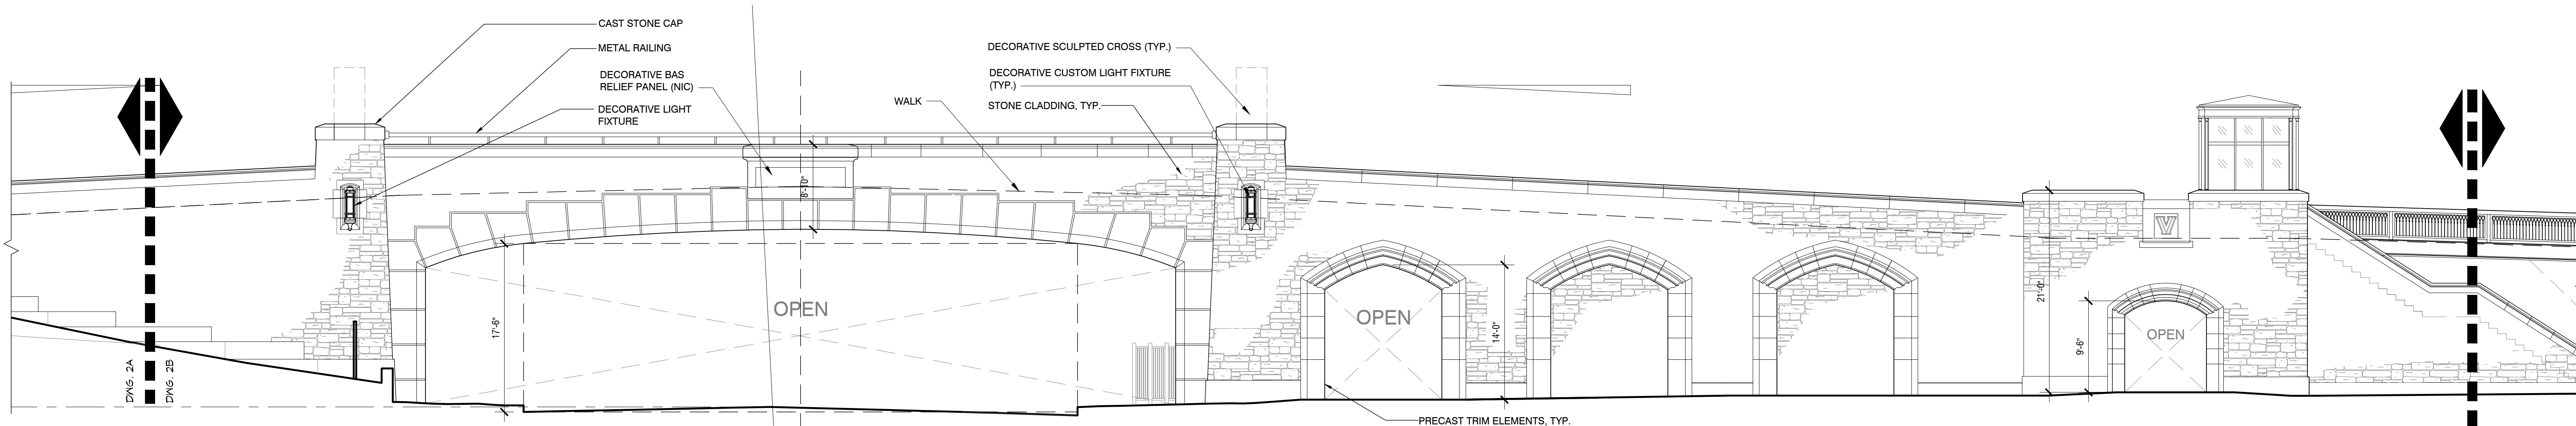 CAST STONE CAP
METAL RAILING
DECORATIVE BAS
RELIEF PANEL (NIC)
DECORATIVE LIGHT
FIXTURE
WALK
DECORATIVE SCULPTED CROSS (TYP.)
DECORATIVE CUSTOM LIGHT FIXTURE
(TYP.)
STONE CLADDING, TYP.
8'-10"
V
17'-6"
OPEN
OPEN
14'-0"
21'-0"
9'-6"
OPEN
DWG. 2A
DWG. 2B
PRECAST TRIM ELEMENTS, TYP.